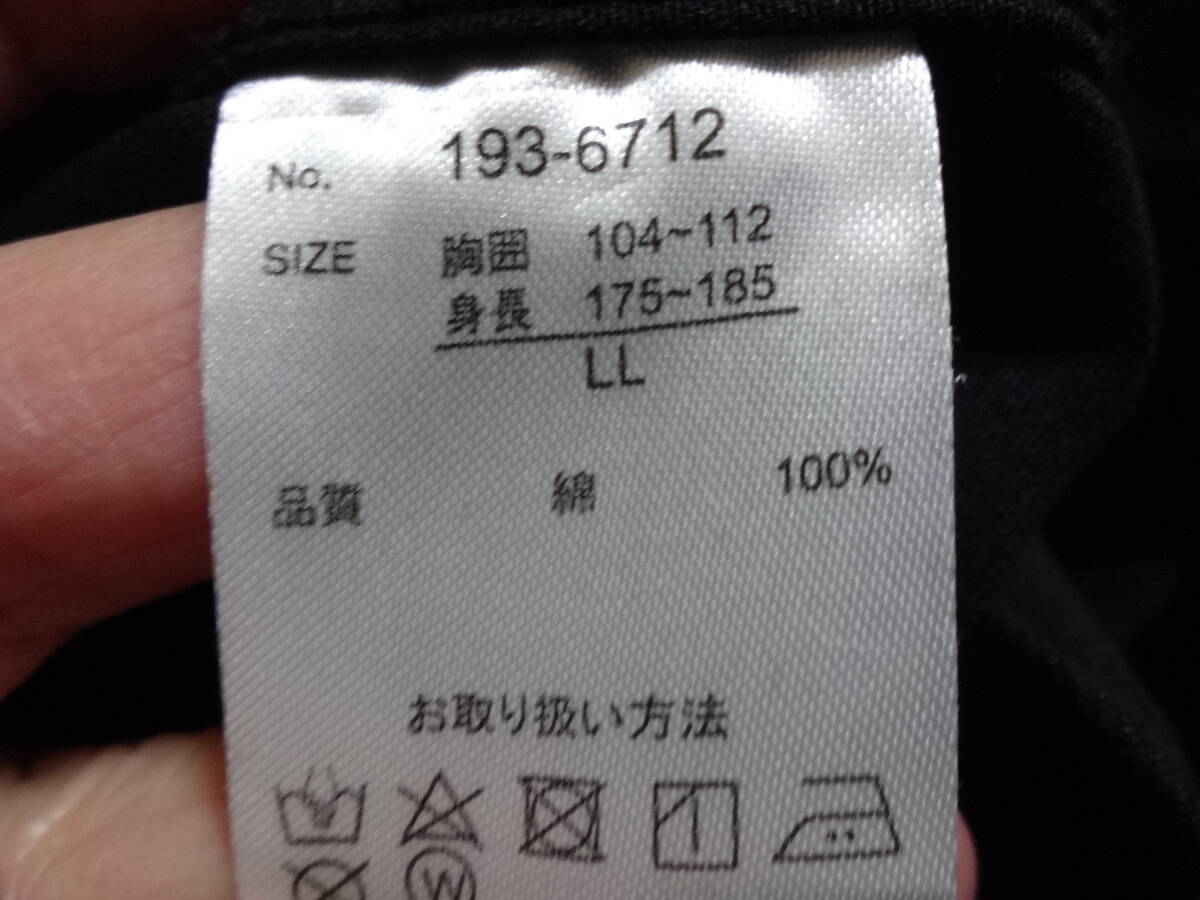 No. 193-6712
SIZE 胸囲 104~112
身長 175~185
LL
品質 綿 100%
お取り扱い方法
W